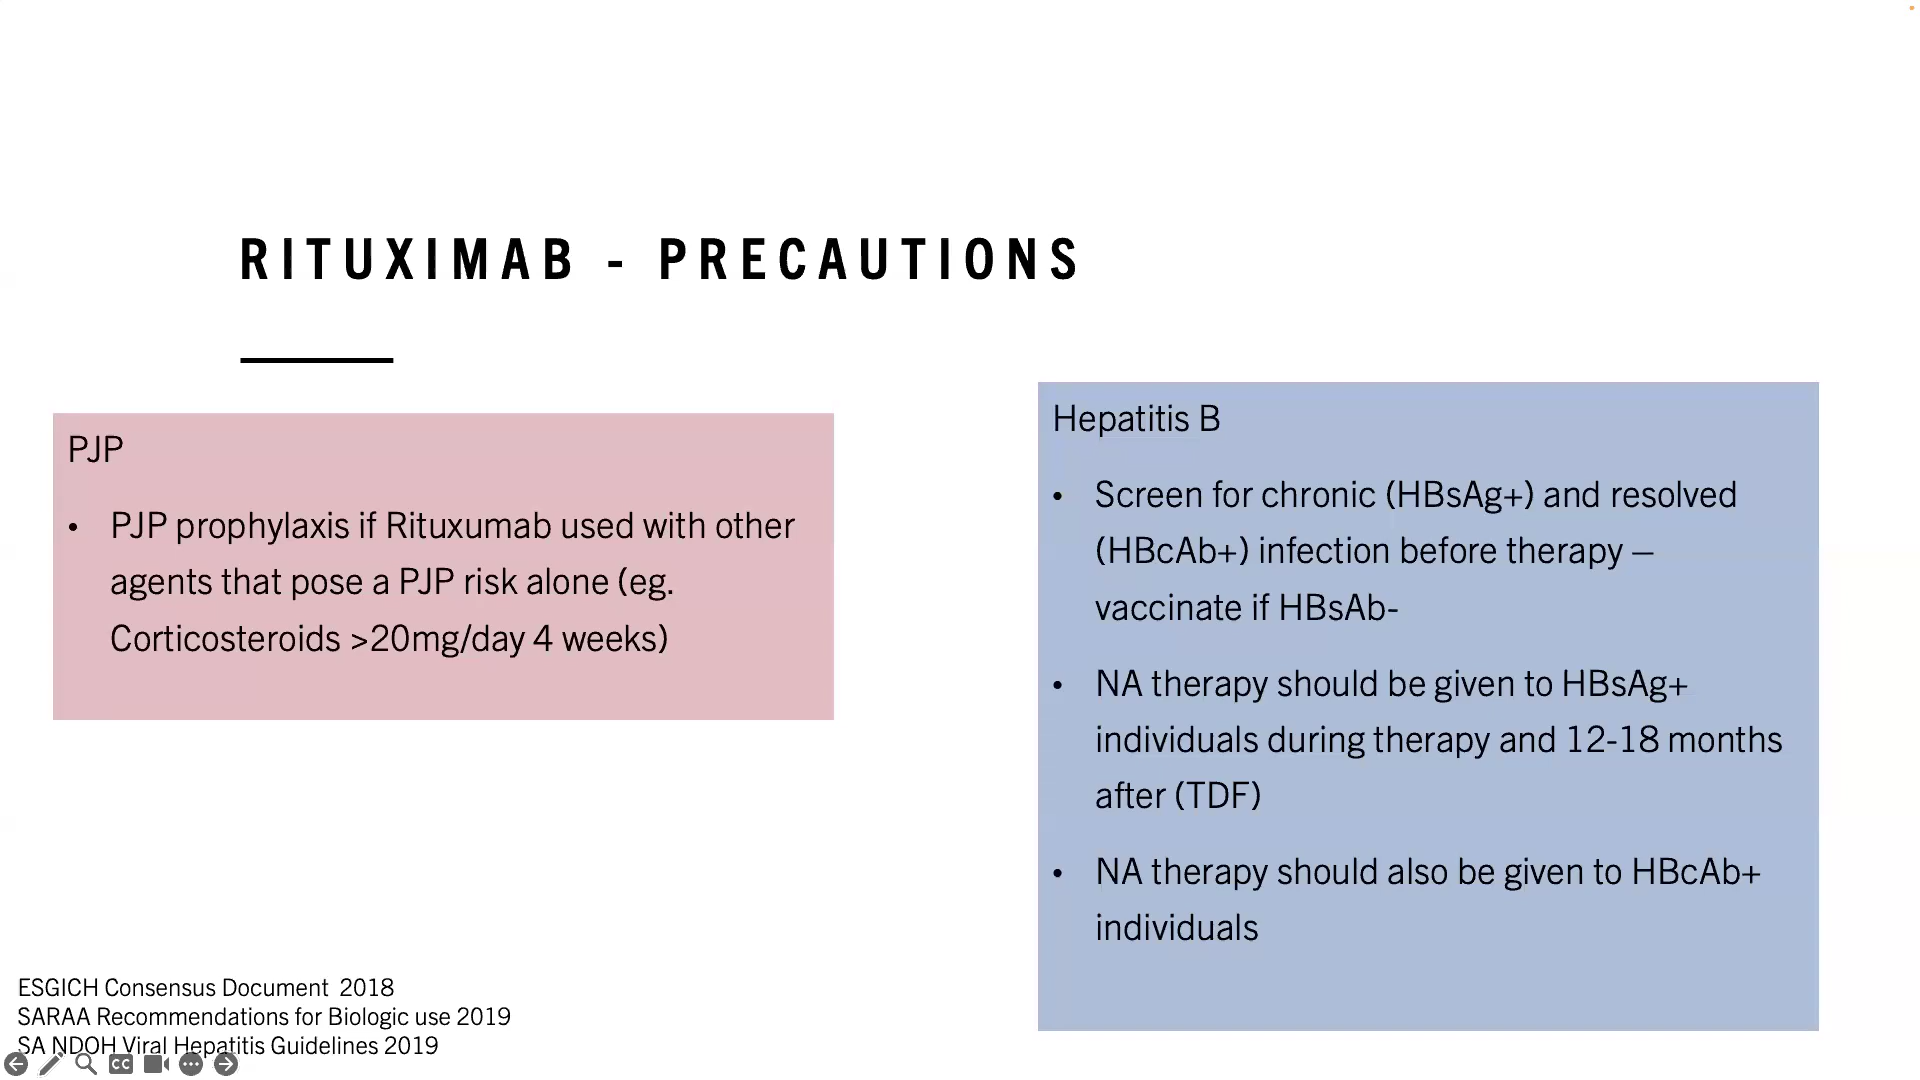 RITUXIMAB - PRECAUTIONS
PJP
• PJP prophylaxis if Rituxumab used with other
agents that pose a PJP risk alone (eg.
Corticosteroids >20mg/day 4 weeks)
Hepatitis B
• Screen for chronic (HBsAg+) and resolved
(HBcAb+) infection before therapy –
vaccinate if HBsAb-
• NA therapy should be given to HBsAg+
individuals during therapy and 12-18 months
after (TDF)
• NA therapy should also be given to HBcAb+
individuals
ESGICH Consensus Document 2018
SARAA Recommendations for Biologic use 2019
SA NDOH Viral Hepatitis Guidelines 2019
CC